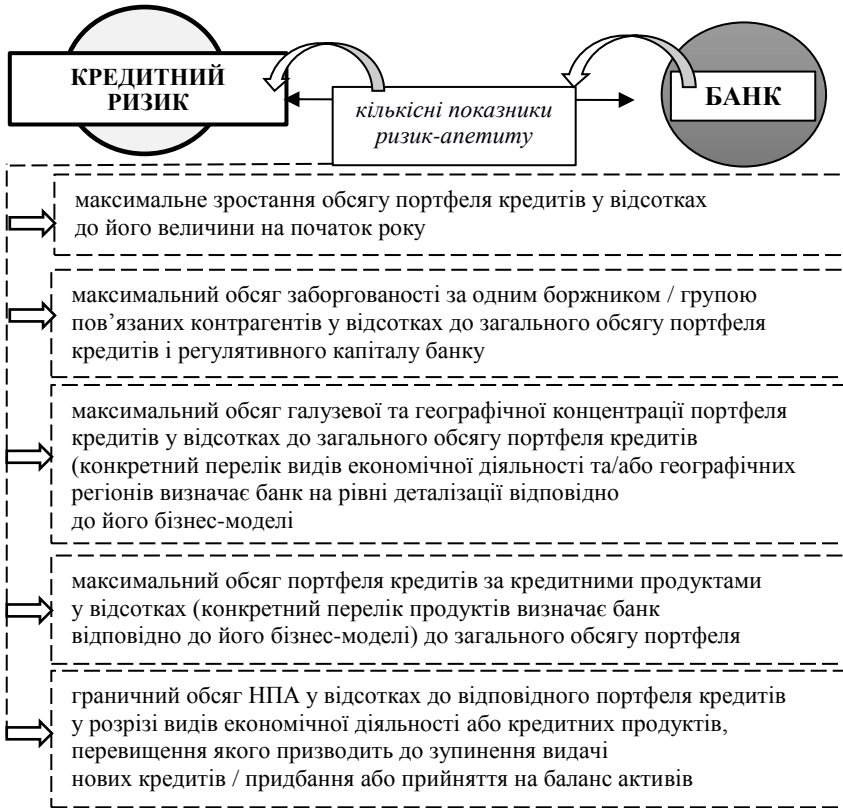 КРЕДИТНИЙ
РИЗИК
кількісні показники
ризик-апетиту
БАНК
максимальне зростання обсягу портфеля кредитів у відсотках
до його величини на початок року
максимальний обсяг заборгованості за одним боржником / групою
пов’язаних контрагентів у відсотках до загального обсягу портфеля
кредитів і регулятивного капіталу банку
максимальний обсяг галузевої та географічної концентрації портфеля
кредитів у відсотках до загального обсягу портфеля кредитів
(конкретний перелік видів економічної діяльності та/або географічних
регіонів визначає банк на рівні деталізації відповідно
до його бізнес-моделі
максимальний обсяг портфеля кредитів за кредитними продуктами
у відсотках (конкретний перелік продуктів визначає банк
відповідно до його бізнес-моделі) до загального обсягу портфеля
граничний обсяг НПА у відсотках до відповідного портфеля кредитів
у розрізі видів економічної діяльності або кредитних продуктів,
перевищення якого призводить до зупинення видачі
нових кредитів / придбання або прийняття на баланс активів